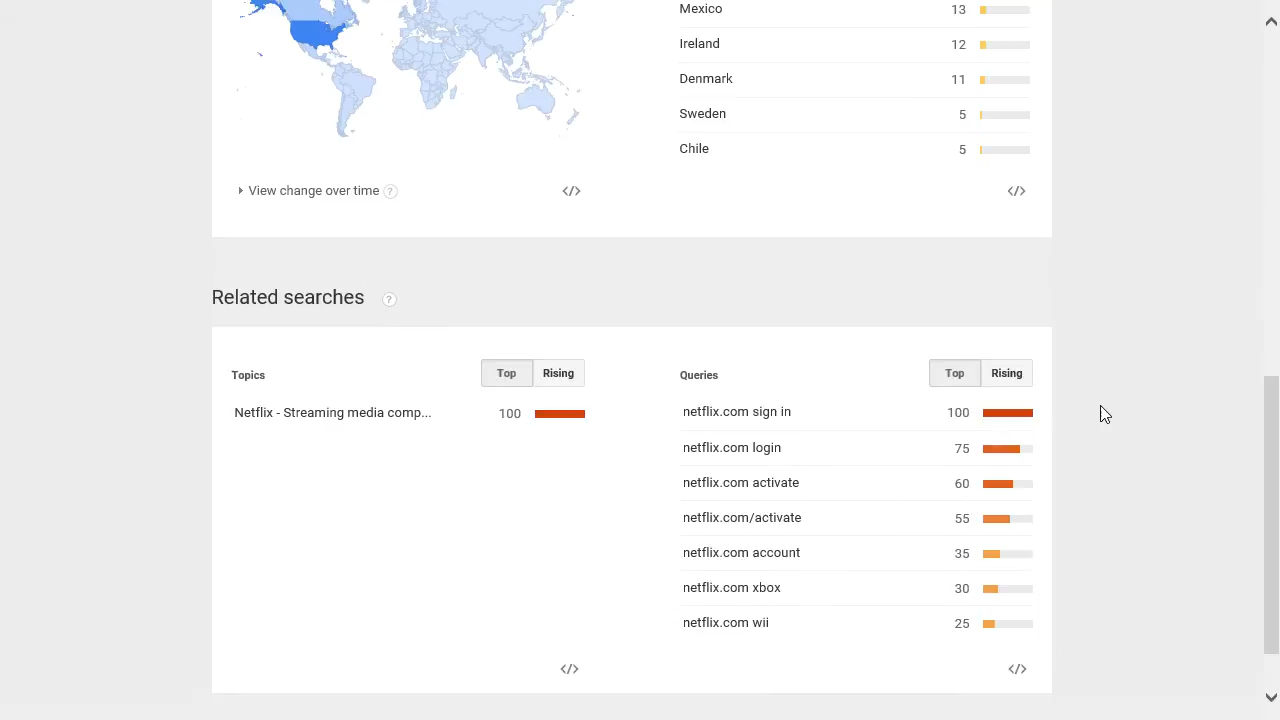 Mexico 13
Ireland 12
Denmark 11
Sweden 5
Chile 5
View change over time ?
</>
</>
Related searches ?
Topics Top Rising
Netflix - Streaming media comp... 100
</>
Queries Top Rising
netflix.com sign in 100
netflix.com login 75
netflix.com activate 60
netflix.com/activate 55
netflix.com account 35
netflix.com xbox 30
netflix.com wii 25
</>